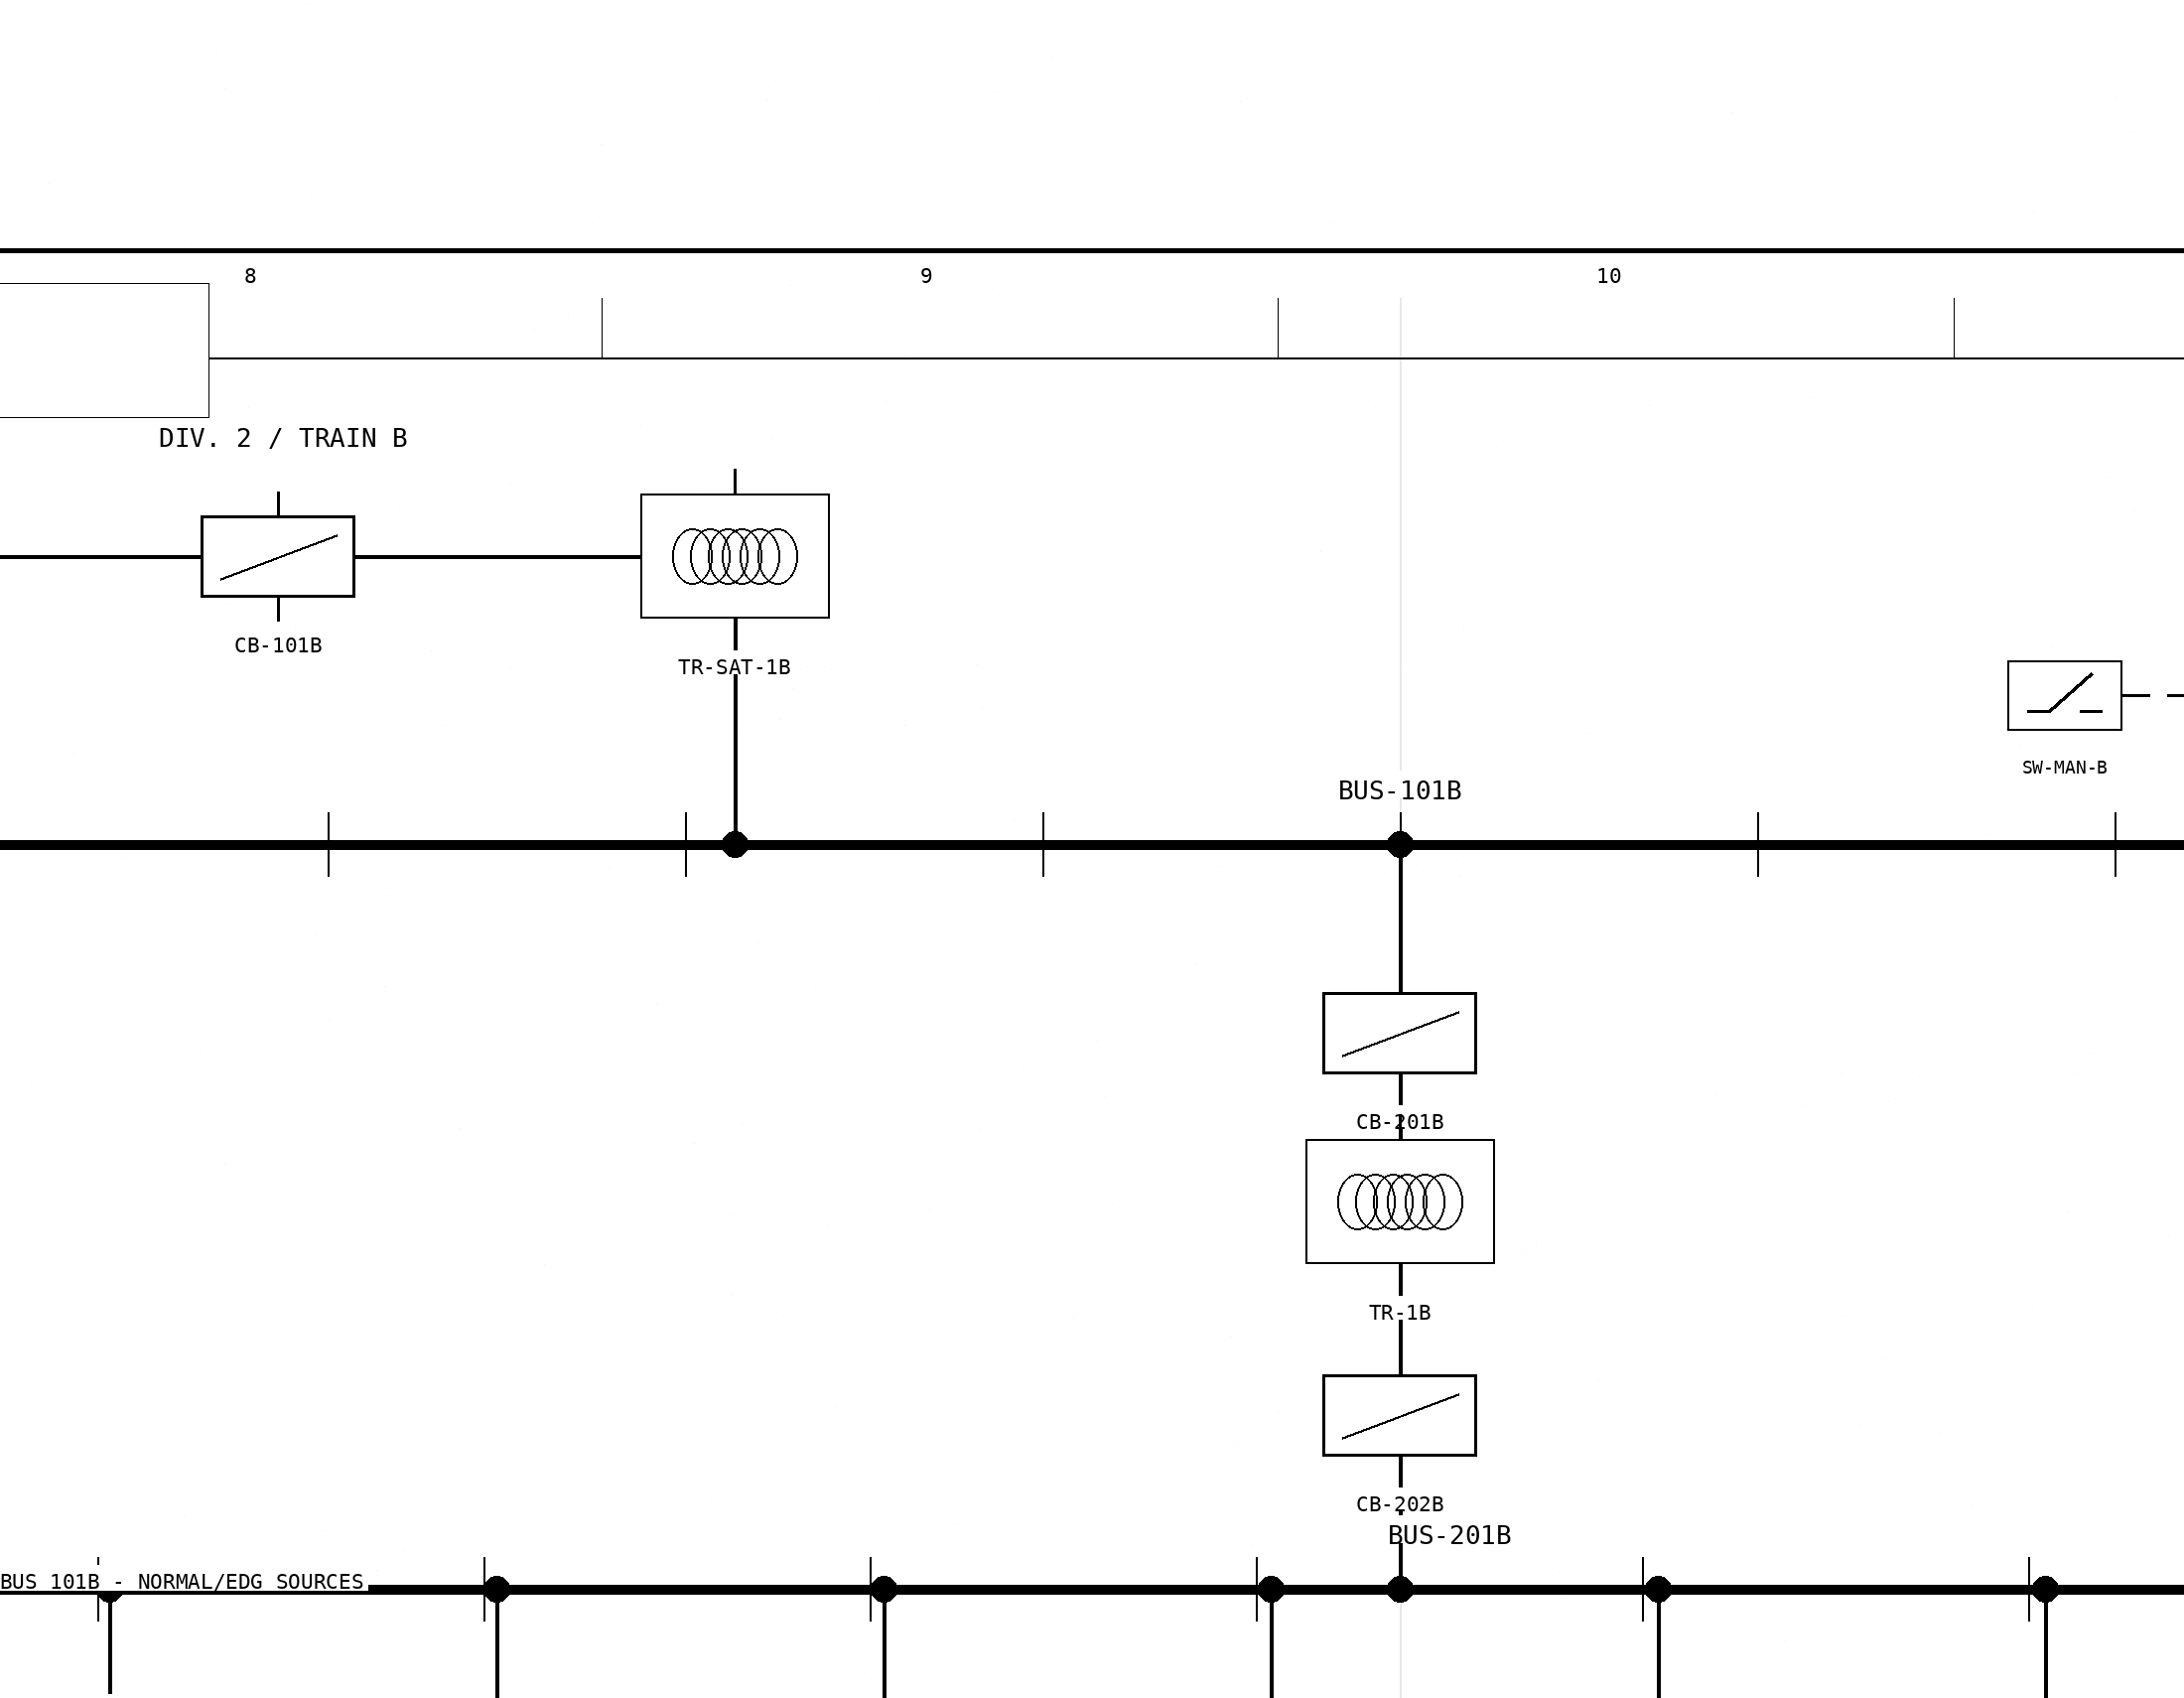 8
9
10
DIV. 2 / TRAIN B
CB-101B
TR-SAT-1B
SW-MAN-B
BUS-101B
CB-201B
TR-1B
CB-202B
BUS-201B
BUS 101B - NORMAL/EDG SOURCES